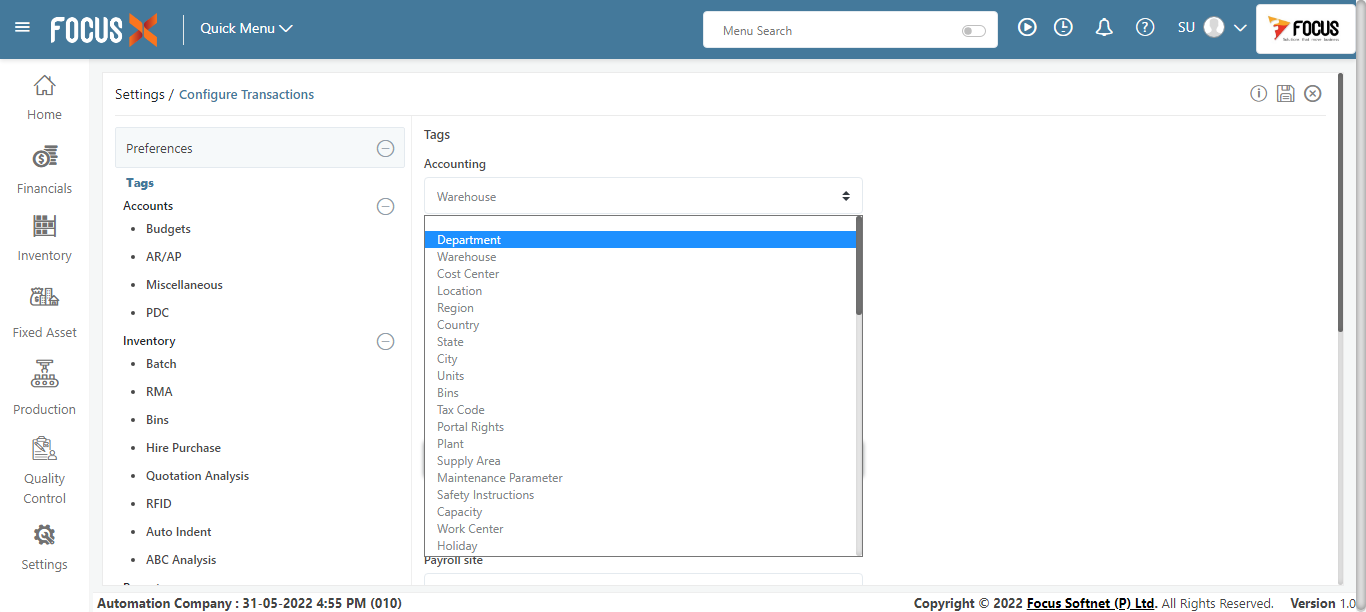 FOCUS X
Quick Menu
Menu Search
SU
FOCUS
Home
Financials
Inventory
Fixed Asset
Production
Quality
Control
Settings
Settings / Configure Transactions
Preferences
Tags
Accounts
Budgets
AR/AP
Miscellaneous
PDC
Inventory
Batch
RMA
Bins
Hire Purchase
Quotation Analysis
RFID
Auto Indent
ABC Analysis
Tags
Accounting
Warehouse
Department
Warehouse
Cost Center
Location
Region
Country
State
City
Units
Bins
Tax Code
Portal Rights
Plant
Supply Area
Maintenance Parameter
Safety Instructions
Capacity
Work Center
Holiday
Payroll site
Automation Company : 31-05-2022 4:55 PM (010)
Copyright © 2022 Focus Softnet (P) Ltd. All Rights Reserved. Version 1.0